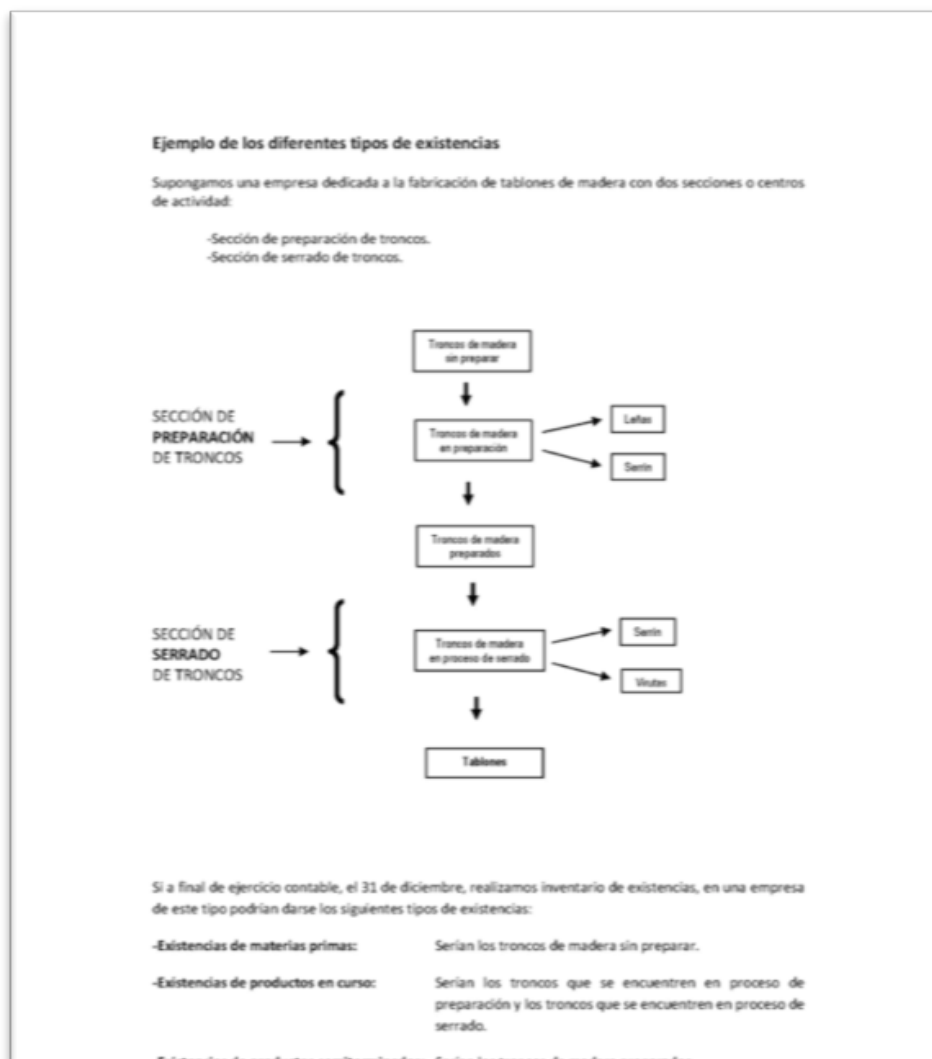 Ejemplo de los diferentes tipos de existencias
Supongamos una empresa dedicada a la fabricación de tablones de madera con dos secciones o centros
de actividad:
-Sección de preparación de troncos.
-Sección de serrado de troncos.
Troncos de madera
sin preparar
SECCIÓN DE
PREPARACIÓN
DE TRONCOS
Troncos de madera
en preparación
Leñas
Serrín
Troncos de madera
preparados
SECCIÓN DE
SERRADO
DE TRONCOS
Troncos de madera
en proceso de serrado
Serrín
Virutas
Tablones
Si a final de ejercicio contable, el 31 de diciembre, realizamos inventario de existencias, en una empresa
de este tipo podrían darse los siguientes tipos de existencias:
-Existencias de materias primas: Serían los troncos de madera sin preparar.
-Existencias de productos en curso: Serían los troncos que se encuentren en proceso de
preparación y los troncos que se encuentren en proceso de
serrado.